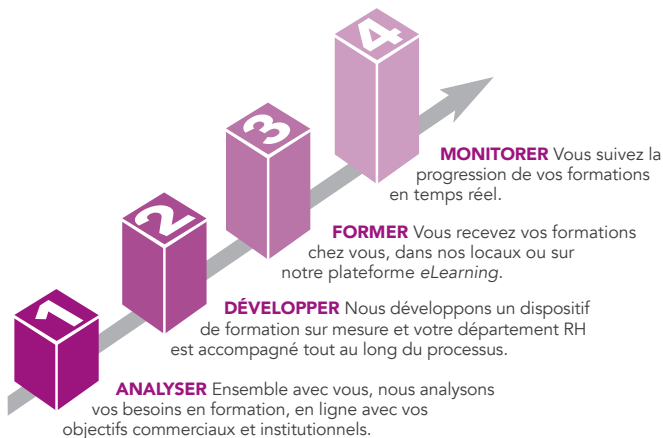 4
3
2
1
MONITORER Vous suivez la
progression de vos formations
en temps réel.
FORMER Vous recevez vos formations
chez vous, dans nos locaux ou sur
notre plateforme eLearning.
DÉVELOPPER Nous développons un dispositif
de formation sur mesure et votre département RH
est accompagné tout au long du processus.
ANALYSER Ensemble avec vous, nous analysons
vos besoins en formation, en ligne avec vos
objectifs commerciaux et institutionnels.